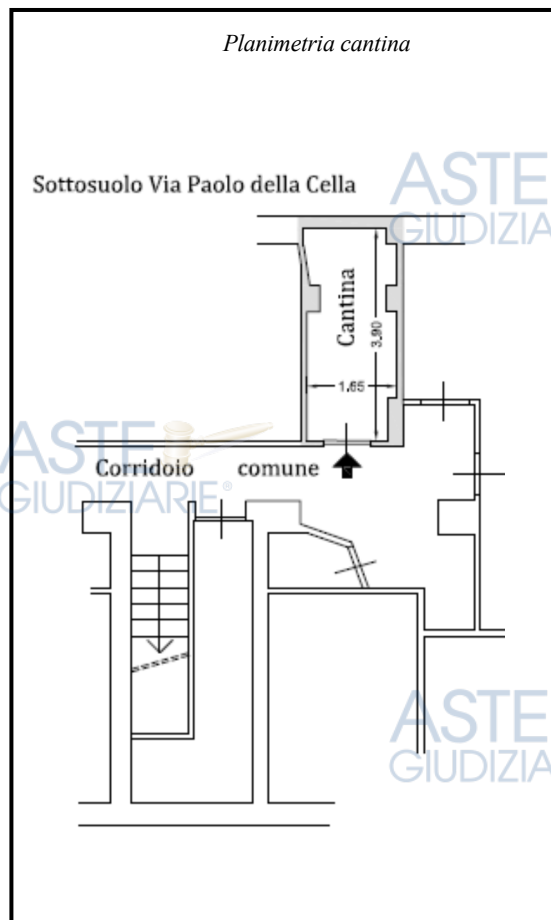 Planimetria cantina
Sottosuolo Via Paolo della Cella
ASTE
GIUDIZIA
Cantina
3.90
1.65
ASTE
GIUDIZIARIE®
Corridoio comune
ASTE
GIUDIZIA